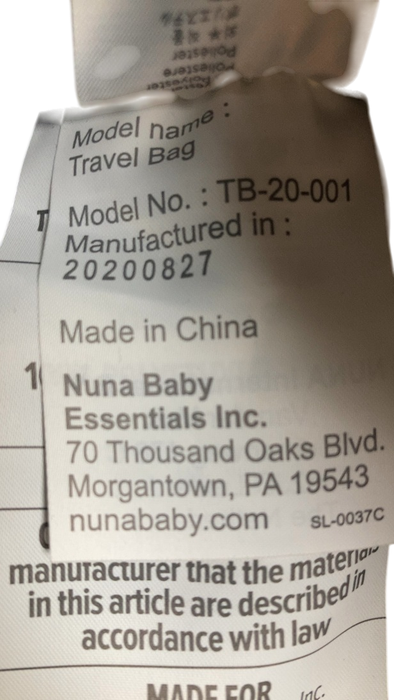 Polyester
Model name :
Travel Bag
Model No. : TB-20-001
Manufactured in :
20200827
Made in China
Nuna Baby
Essentials Inc.
70 Thousand Oaks Blvd.
Morgantown, PA 19543
nunababy.com SL-0037C
manufacturer that the materials
in this article are described in
accordance with law
MADE FOR
Inc.